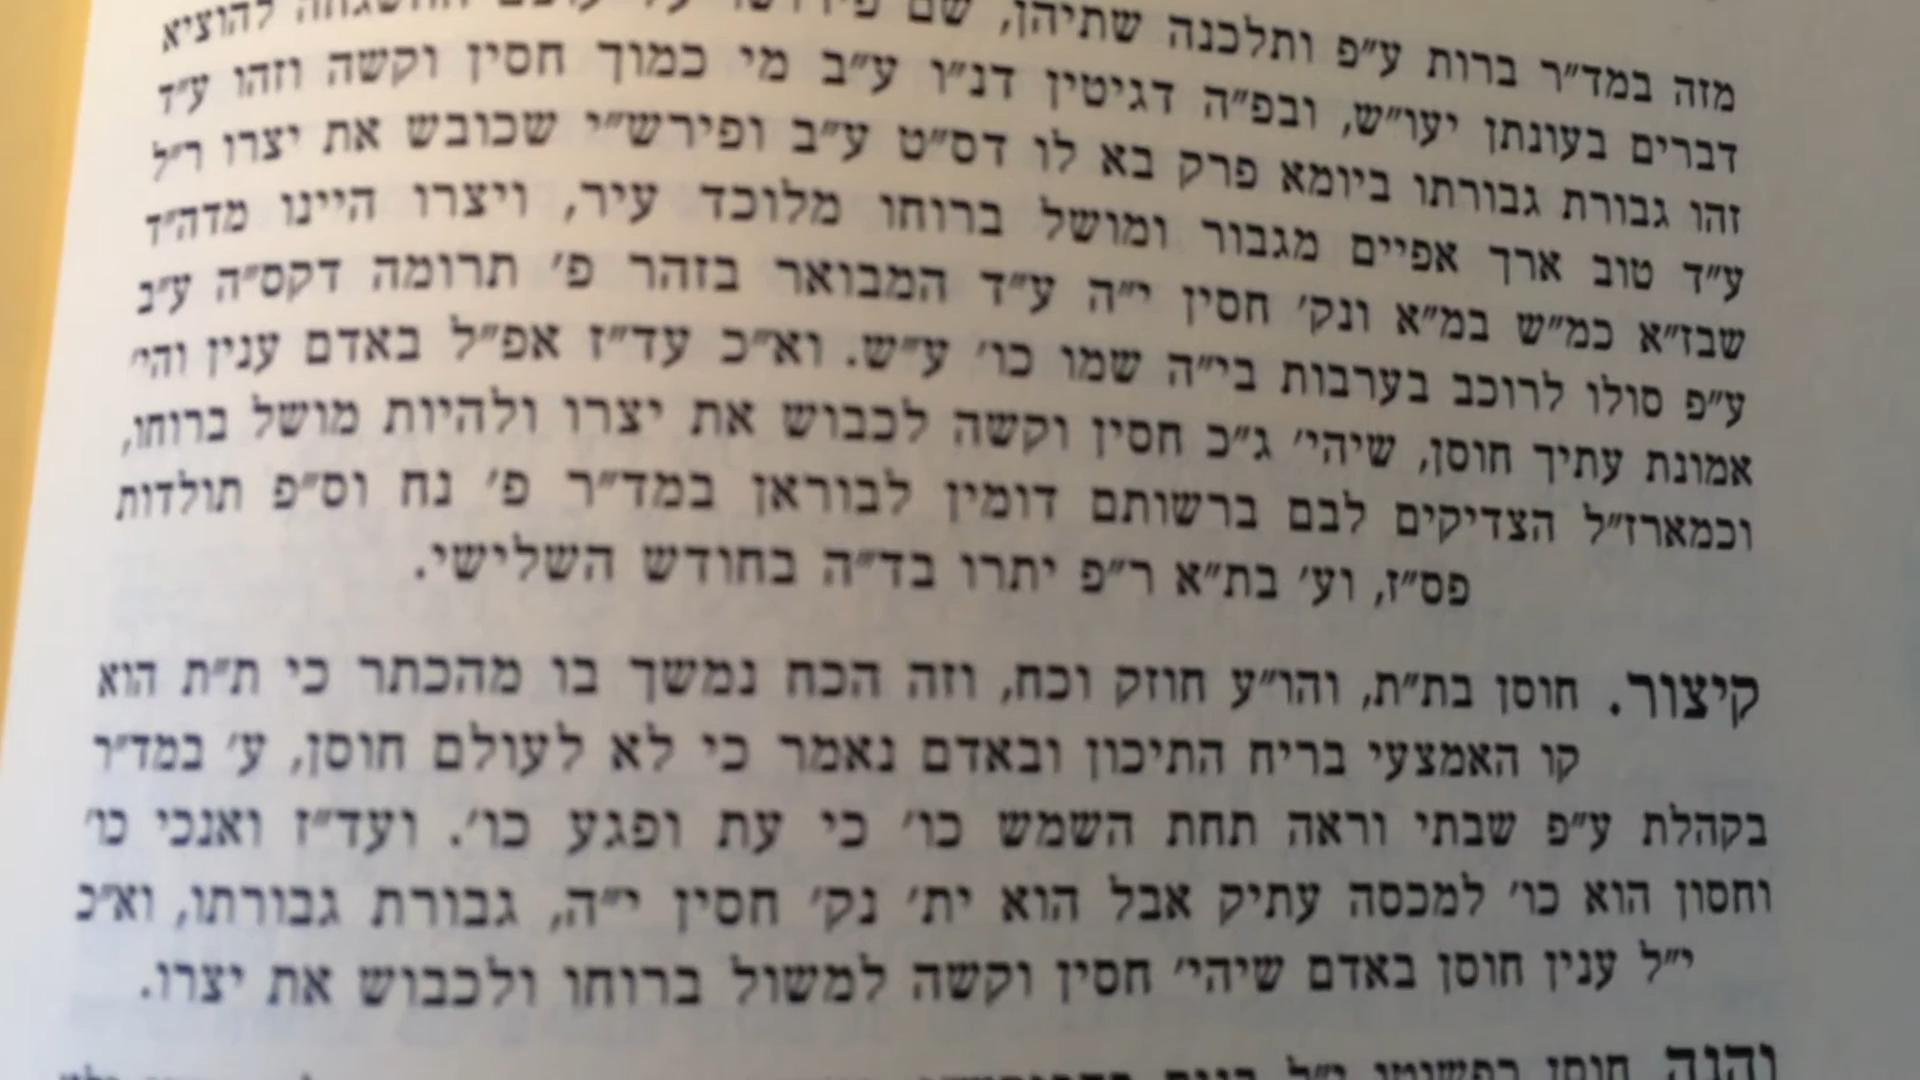 מזה במד״ר ברות ע״פ ותלכנה שתיהן, שם להוציא
דברים בעונתן יעו״ש, ובפ״ה דגיטין דנ״ו ע״ב מי כמוך חסין וקשה וזהו ע״ד
זהו גבורת גבורתו ביומא פרק בא לו דס״ט ע״ב ופירש״י שכובש את יצרו ר״ל
ע״ד טוב ארך אפיים מגבור ומושל ברוחו מלוכד עיר, ויצרו היינו מדה״ד
שבז״א כמ״ש במ״א ונק׳ חסין י״ה ע״ד המבואר בזהר פ׳ תרומה דקס״ה ע״ב
ע״פ סולו לרוכב בערבות בי״ה שמו כו׳ ע״ש. וא״כ עד״ז אפ״ל באדם ענין והי׳
אמונת עתיך חוסן, שיהי׳ ג״כ חסין וקשה לכבוש את יצרו ולהיות מושל ברוחו,
וכמארז״ל הצדיקים לבם ברשותם דומין לבוראן במד״ר פ׳ נח וס״פ תולדות
פס״ז, וע׳ בת״א ר״פ יתרו בד״ה בחודש השלישי.
קיצור. חוסן בת״ת, והו״ע חוזק וכח, וזה הכח נמשך בו מהכתר כי ת״ת הוא
קו האמצעי בריח התיכון ובאדם נאמר כי לא לעולם חוסן, ע׳ במד״ר
בקהלת ע״פ שבתי וראה תחת השמש כו׳ כי עת ופגע כו׳. ועד״ז ואנכי כו׳
וחסון הוא כו׳ למכסה עתיק אבל הוא ית׳ נק׳ חסין י״ה, גבורת גבורתו, וא״כ
י״ל ענין חוסן באדם שיהי׳ חסין וקשה למשול ברוחו ולכבוש את יצרו.
והנה חוסן י״ל